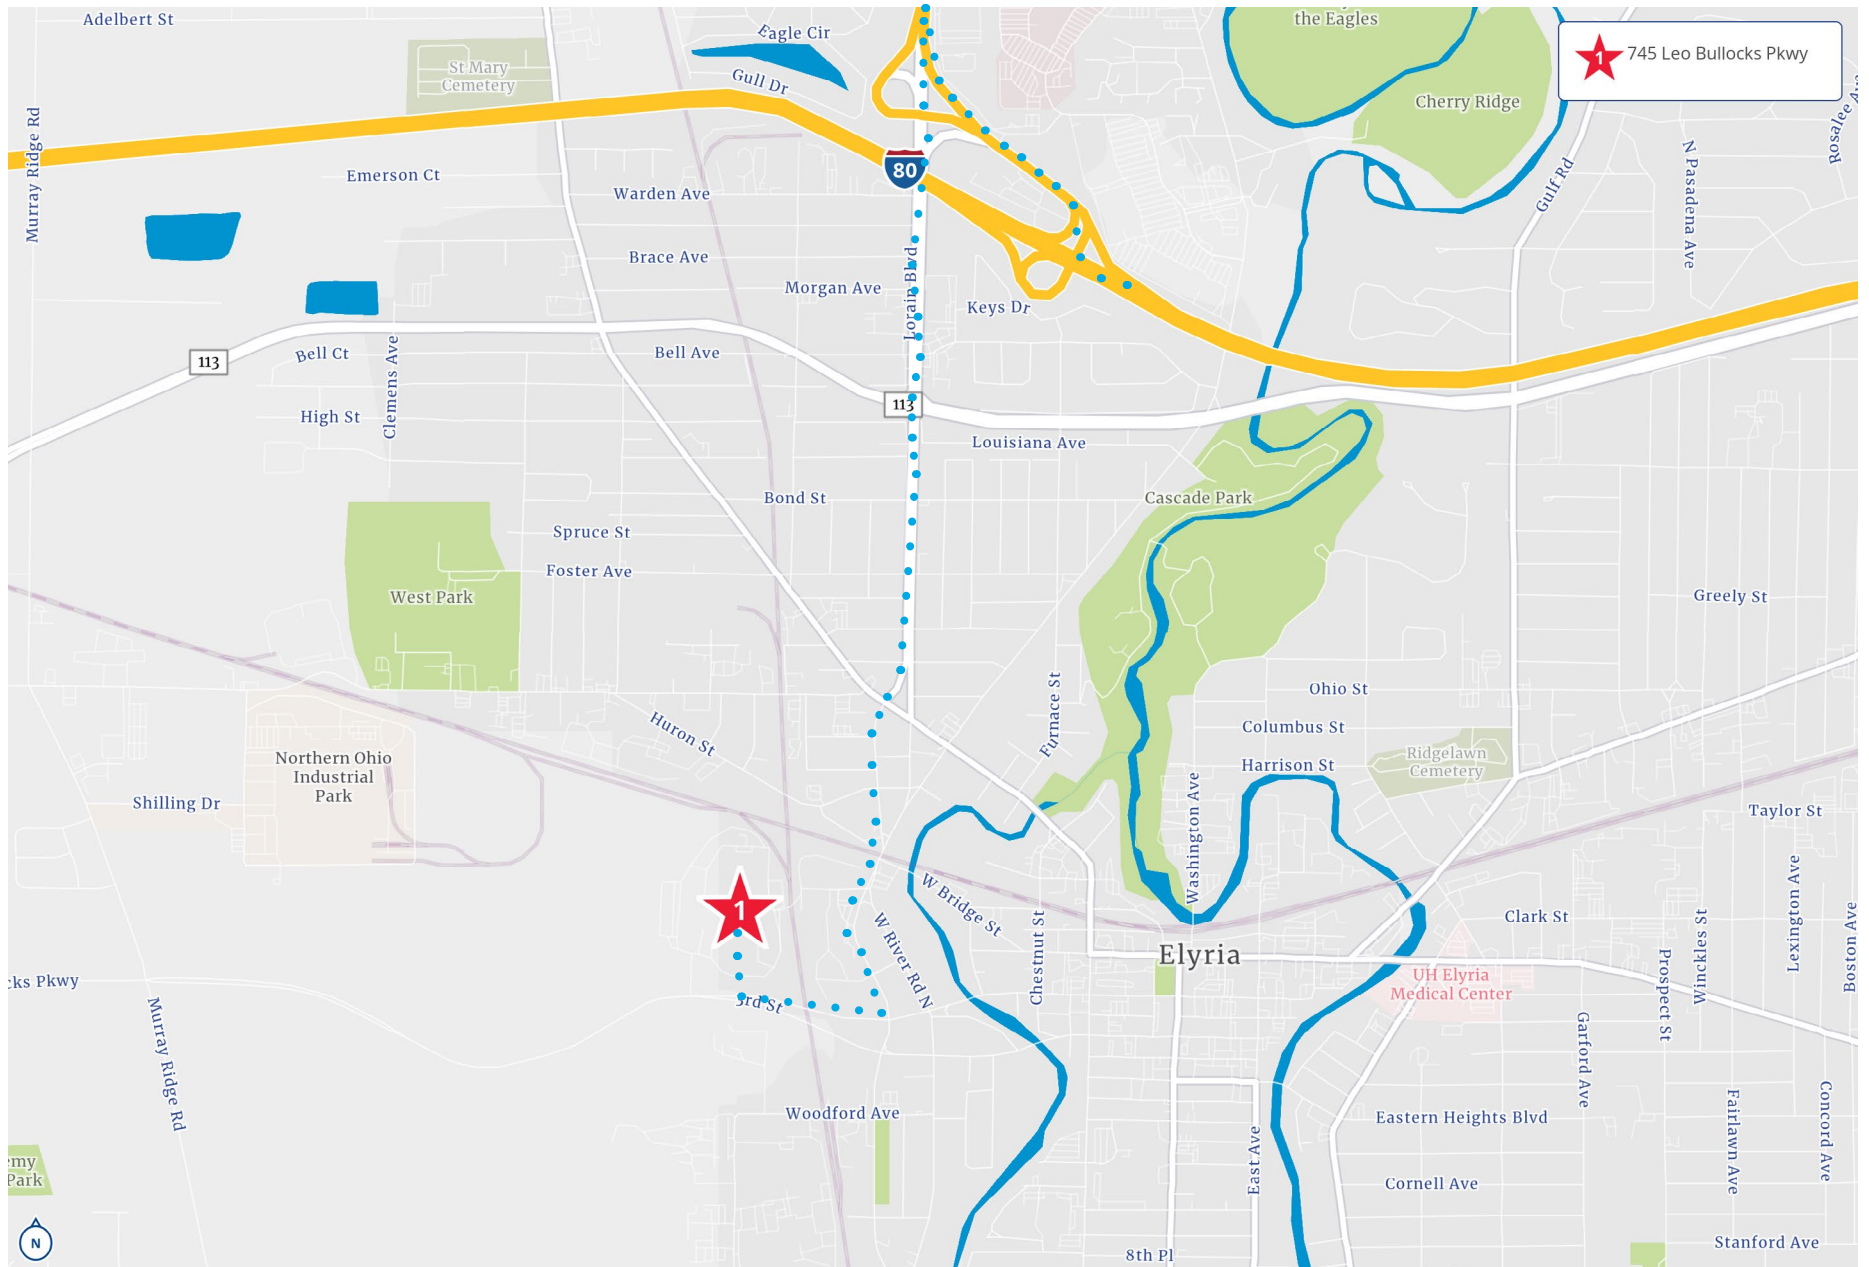 Adelbert St
Eagle Cir
the Eagles
1
745 Leo Bullocks Pkwy
St Mary
Cemetery
Gull Dr
Cherry Ridge
Murray Ridge Rd
Emerson Ct
80
Warden Ave
Gulf Rd
N Pasadena Ave
Brace Ave
Morgan Ave
Lorain Blvd
Keys Dr
113
Bell Ct
Clemens Ave
Bell Ave
High St
113
Louisiana Ave
Bond St
Cascade Park
Spruce St
Foster Ave
West Park
Greely St
Huron St
Furnace St
Ohio St
Columbus St
Harrison St
Ridgelawn
Cemetery
Northern Ohio
Industrial
Park
Shilling Dr
Washington Ave
Taylor St
1
W Bridge St
W River Rd N
Chestnut St
Elyria
Clark St
Winckles St
Lexington Ave
Boston Ave
cks Pkwy
3rd St
UH Elyria
Medical Center
Prospect St
Murray Ridge Rd
Garford Ave
Woodford Ave
Eastern Heights Blvd
Fairlawn Ave
Concord Ave
emy
Park
East Ave
Cornell Ave
N
8th Pl
Stanford Ave